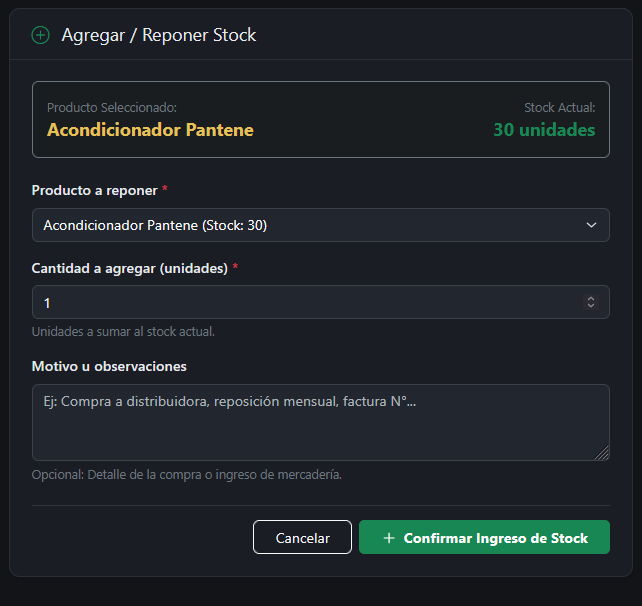 Agregar / Reponer Stock
Producto Seleccionado:
Acondicionador Pantene
Stock Actual:
30 unidades
Producto a reponer *
Acondicionador Pantene (Stock: 30)
Cantidad a agregar (unidades) *
1
Unidades a sumar al stock actual.
Motivo u observaciones
Ej: Compra a distribuidora, reposición mensual, factura N°...
Opcional: Detalle de la compra o ingreso de mercadería.
Cancelar
+ Confirmar Ingreso de Stock